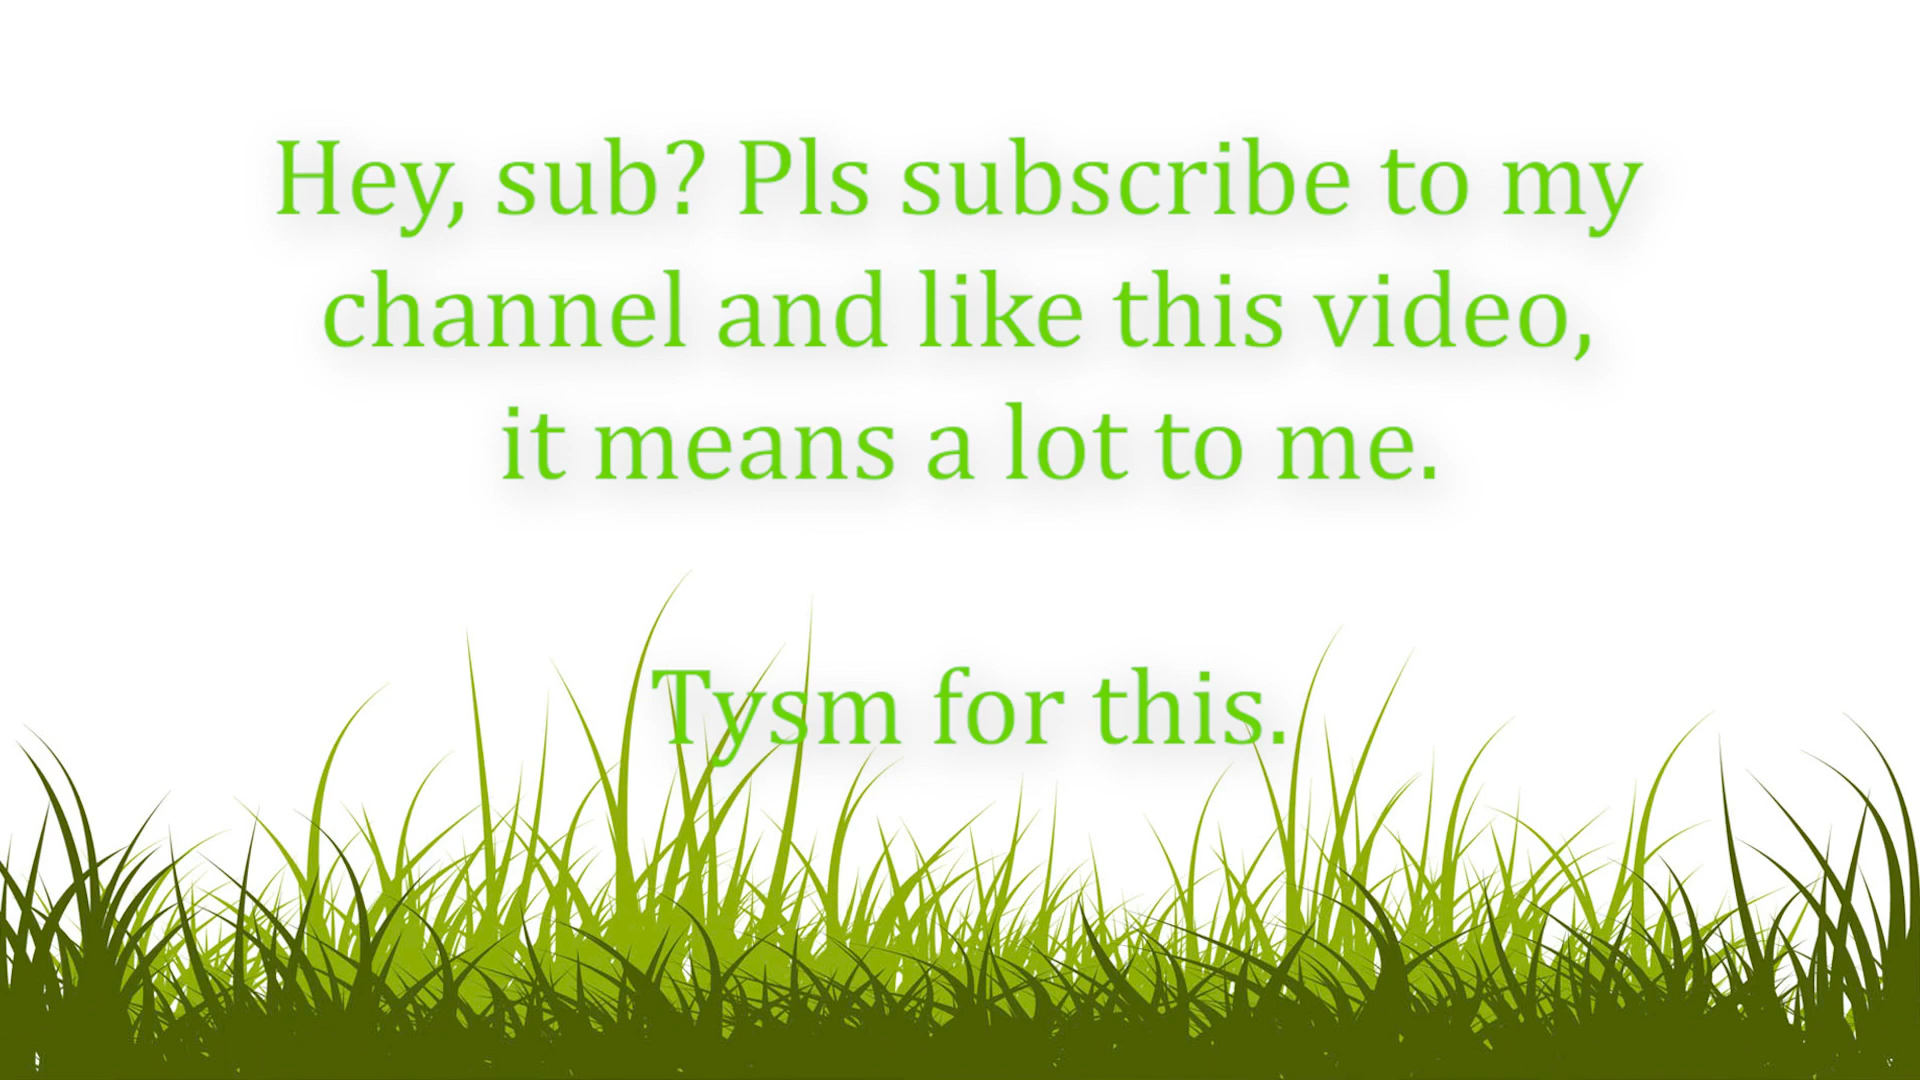 Hey, sub? Pls subscribe to my
channel and like this video,
it means a lot to me.
Tysm for this.